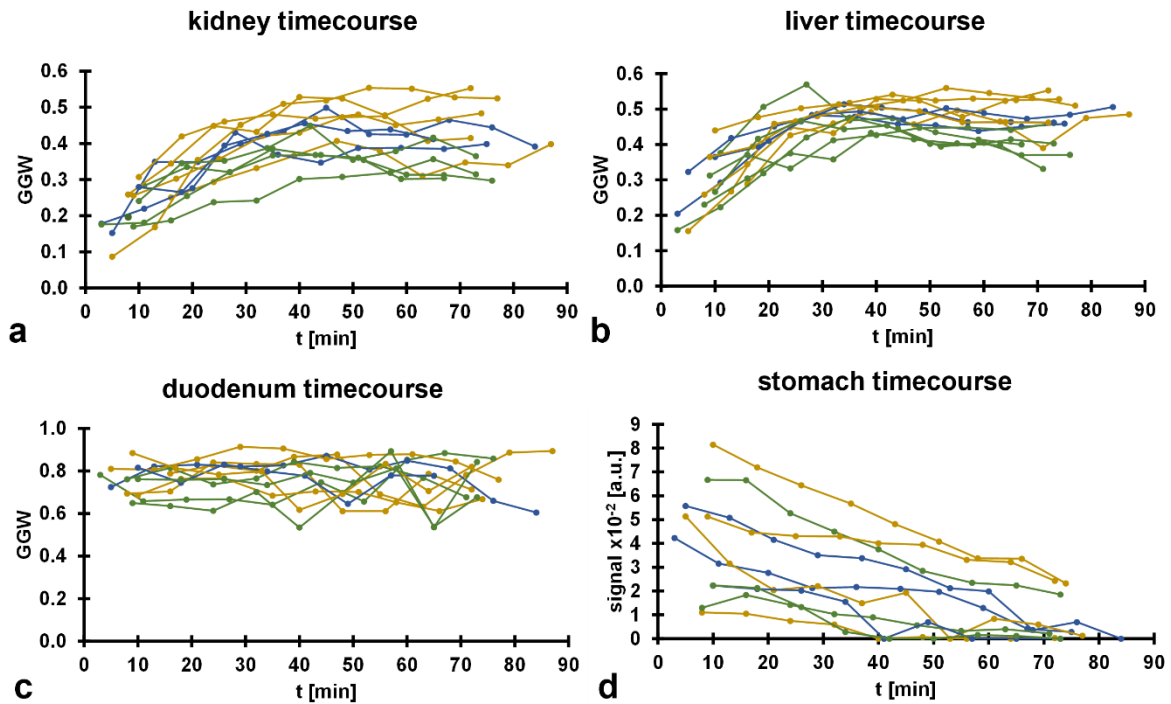 kidney timecourse
GGW
0.6
0.5
0.4
0.3
0.2
0.1
0.0
0 10 20 30 40 50 60 70 80 90
t [min]
a
liver timecourse
GGW
0.6
0.5
0.4
0.3
0.2
0.1
0.0
0 10 20 30 40 50 60 70 80 90
t [min]
b
duodenum timecourse
GGW
1.0
0.8
0.6
0.4
0.2
0.0
0 10 20 30 40 50 60 70 80 90
t [min]
c
stomach timecourse
signal x10-2 [a.u.]
9
8
7
6
5
4
3
2
1
0
0 10 20 30 40 50 60 70 80 90
t [min]
d